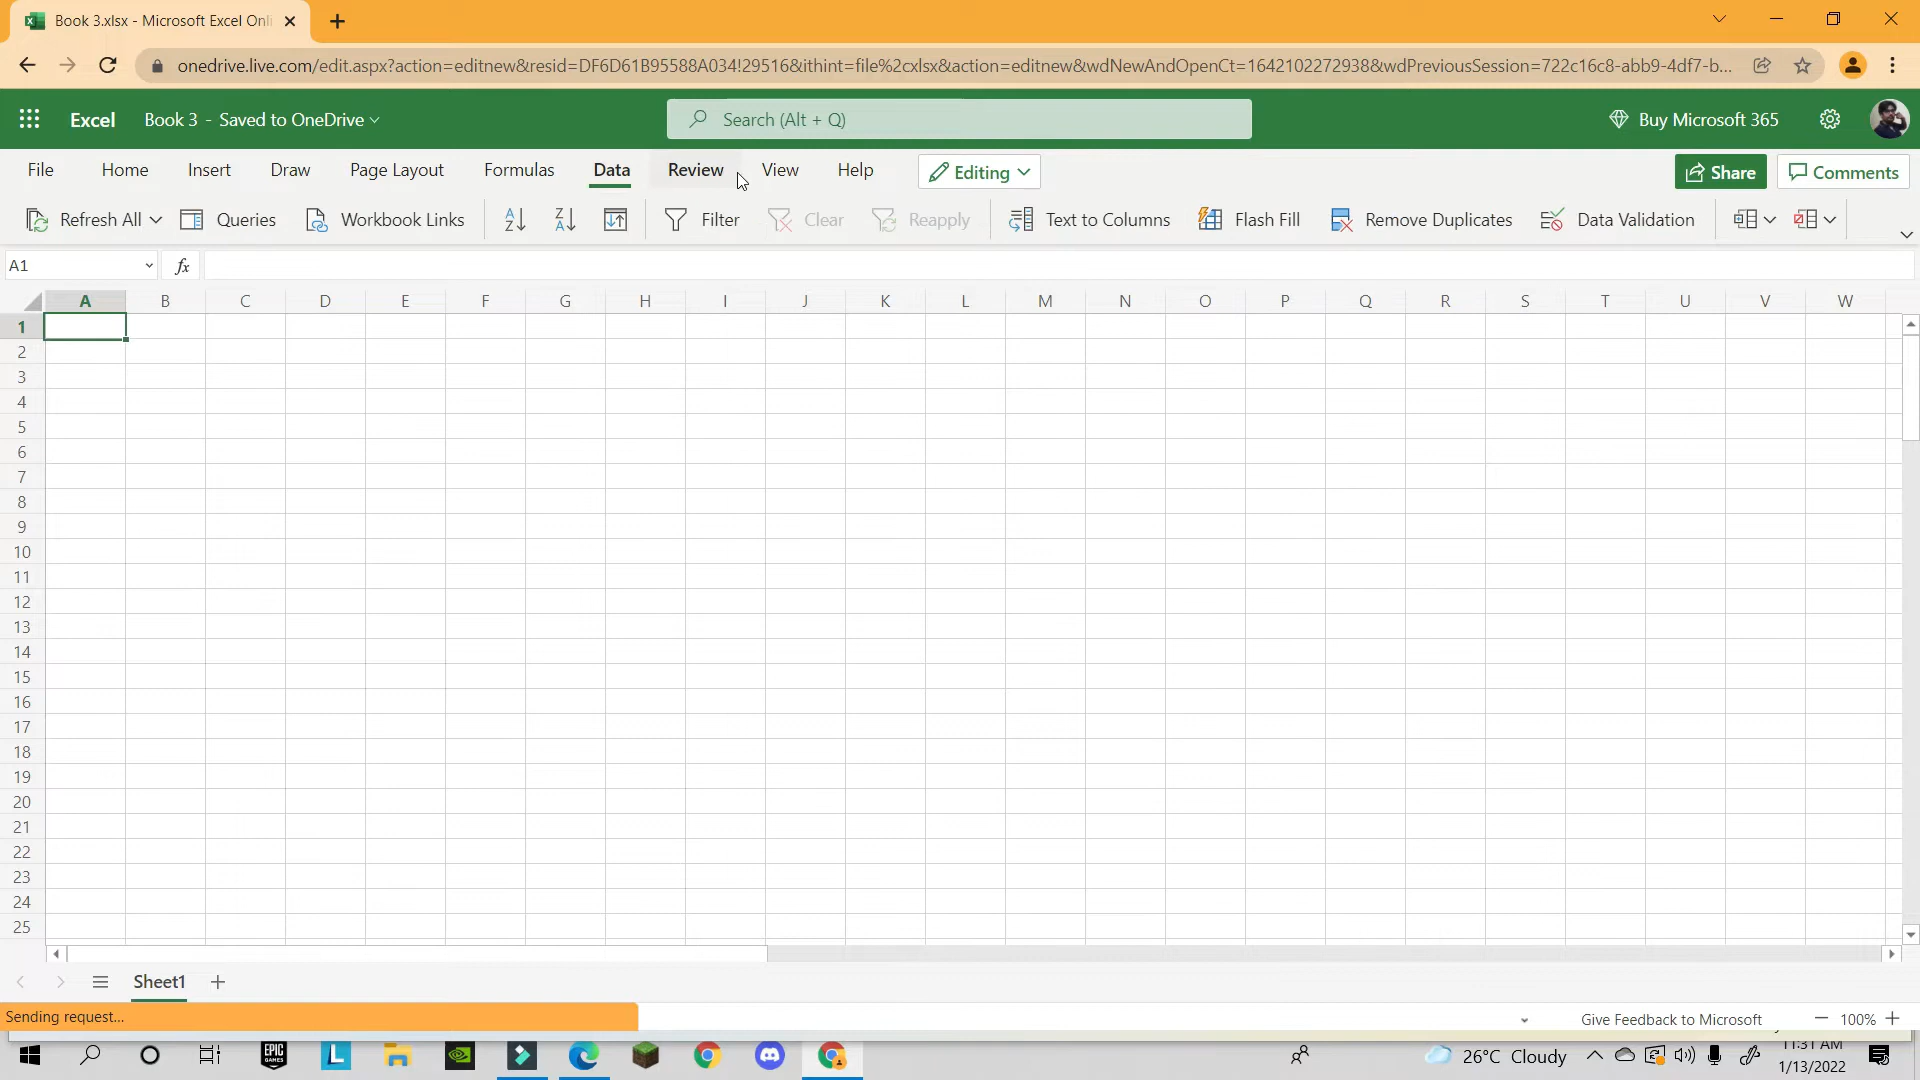 Book 3.xlsx - Microsoft Excel Onli
onedrive.live.com/edit.aspx?action=editnew&resid=DF6D61B95588A034!29516&ithint=file%2cxlsx&action=editnew&wdNewAndOpenCt=1642102272938&wdPreviousSession=722c16c8-abb9-4df7-b...
Excel Book 3 - Saved to OneDrive Search (Alt + Q) Buy Microsoft 365
File Home Insert Draw Page Layout Formulas Data Review View Help Editing Share Comments
Refresh All Queries Workbook Links Filter Clear Reapply Text to Columns Flash Fill Remove Duplicates Data Validation
A1 fx
A B C D E F G H I J K L M N O P Q R S T U V W
1
2
3
4
5
6
7
8
9
10
11
12
13
14
15
16
17
18
19
20
21
22
23
24
25
Sheet1
Sending request... Give Feedback to Microsoft 100%
EPIC GAMES L 26°C Cloudy 11:31 AM
1/13/2022